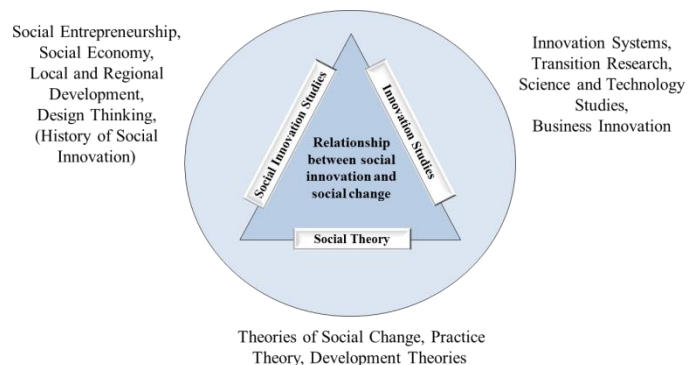 Social Entrepreneurship,
Social Economy,
Local and Regional
Development,
Design Thinking,
(History of Social
Innovation)
Innovation Systems,
Transition Research,
Science and Technology
Studies,
Business Innovation
Social Innovation Studies
Innovation Studies
Relationship
between social
innovation and
social change
Social Theory
Theories of Social Change, Practice
Theory, Development Theories